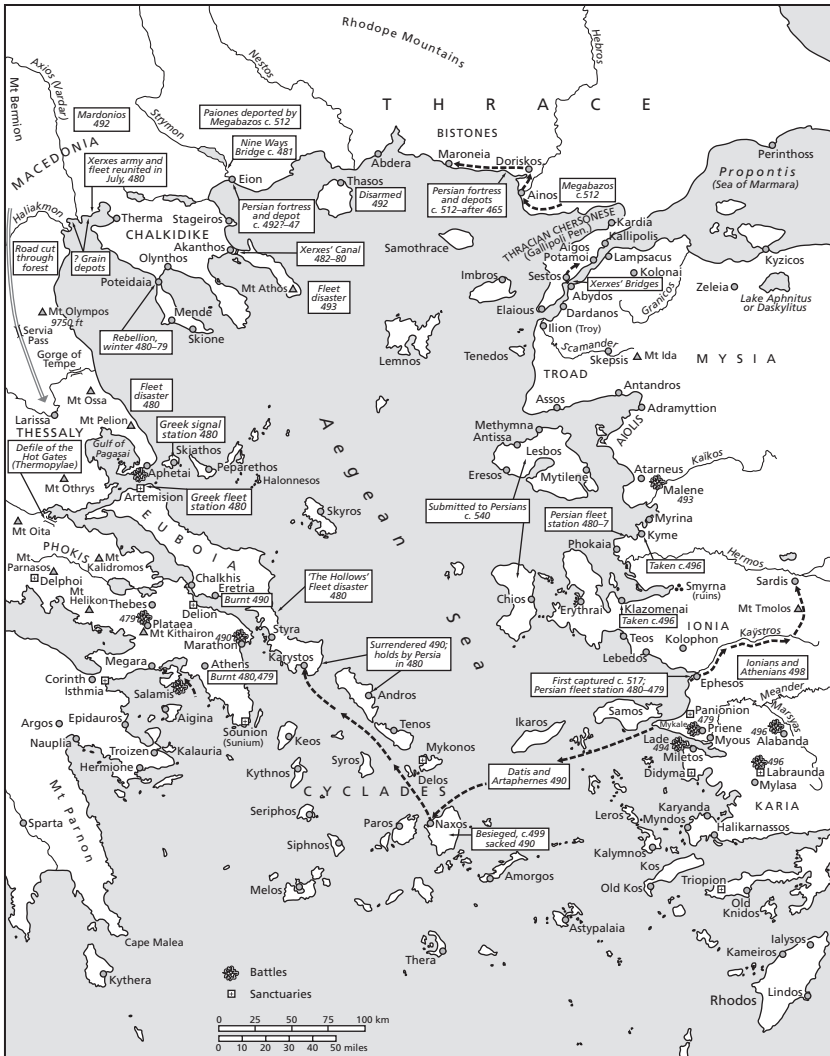 Rhodope Mountains
Mt Bermion
Axios (Vardar)
Nestos
Hebros
Strymon
THRACE
BISTONES
MACEDONIA
Mardonios
492
Paiones deported by
Megabazos c. 512
Nine Ways
Bridge c. 481
Xerxes army and
fleet reunited in
July, 480
Eion
Abdera
Maroneia
Doriskos
Perinthoss
Propontis
(Sea of Marmara)
Thasos
Disarmed
492
Persian fortress
and depots
c. 512–after 465
Ainos
Megabazos
c.512
Haliakmon
Therma
Stageiros
Persian fortress
and depot
c. 492?–47
CHALKIDIKE
Akanthos
Olynthos
Xerxes' Canal
482–80
Road cut
through
forest
? Grain
depots
Samothrace
THRACIAN CHERSONESE
(Gallipoli Pen.)
Kardia
Kallipolis
Aigos
Potamoi
Lampsacus
Kolonai
Kyzicos
Imbros
Sestos
Xerxes' Bridges
Abydos
Granicos
Zeleia
Lake Aphnitus
or Daskylitus
Poteidaia
Mt Athos
Fleet
disaster
493
Elaious
Dardanos
Mende
Skione
Rebellion,
winter 480–79
Mt Olympos
9750 ft
Servia
Pass
Gorge of
Tempe
Lemnos
Ilion (Troy)
Tenedos
Scamander
Skepsis
Mt Ida
MYSIA
TROAD
Antandros
Assos
Adramyttion
Mt Ossa
Fleet
disaster
480
Larissa
THESSALY
Mt Pelion
Greek signal
station 480
Aegean Sea
Methymna
Antissa
AIOLIS
Defile of the
Hot Gates
(Thermopylae)
Gulf of
Pagasai
Skiathos
Aphetai
Peparethos
Halonnesos
Lesbos
Eresos
Mytilene
Atarneus
Kaikos
Malene
493
Mt Othrys
Artemision
Greek fleet
station 480
Skyros
Submitted to Persians
c. 540
Persian fleet
station 480–7
Myrina
Kyme
Mt Oita
EUBOIA
Phokaia
Taken c.496
Hermos
PHOKIS
Mt
Parnasos
Mt
Kalidromos
Delphoi
Mt
Helikon
Chalkhis
Eretria
Burnt 490
'The Hollows'
Fleet disaster
480
Chios
Erythrai
Smyrna
(ruins)
Sardis
Klazomenai
Taken c.496
Mt Tmolos
Thebes
479
Plataea
Mt Kithairon
Delion
490
Marathon
Styra
Karystos
Surrendered 490;
holds by Persia
in 480
Teos
IONIA
Kolophon
Kaÿstros
Lebedos
Megara
Athens
Burnt 480,479
First captured c. 517;
Persian fleet station 480–479
Ephesos
Ionians and
Athenians 498
Corinth
Isthmia
Salamis
Andros
Samos
Panionion
479
Mykale
Priene
Myous
Meander
Marsyas
496
Alabanda
Argos
Epidauros
Aigina
Sounion
(Sunium)
Keos
Tenos
Ikaros
Lade
494
Miletos
Nauplia
Troizen
Kalauria
Mykonos
Syros
Delos
Didyma
496
Labraunda
Mylasa
Hermione
Kythnos
CYCLADES
Datis and
Artaphernes 490
KARIA
Mt Parnon
Seriphos
Leros
Karyanda
Myndos
Sparta
Siphnos
Paros
Naxos
Besieged, c.499
sacked 490
Halikarnassos
Kalymnos
Kos
Melos
Amorgos
Old Kos
Triopion
Old
Knidos
Astypalaia
Cape Malea
Thera
Ialysos
Kameiros
Kythera
Rhodos
Lindos
Battles
Sanctuaries
0 25 50 75 100 km
0 10 20 30 40 50 miles